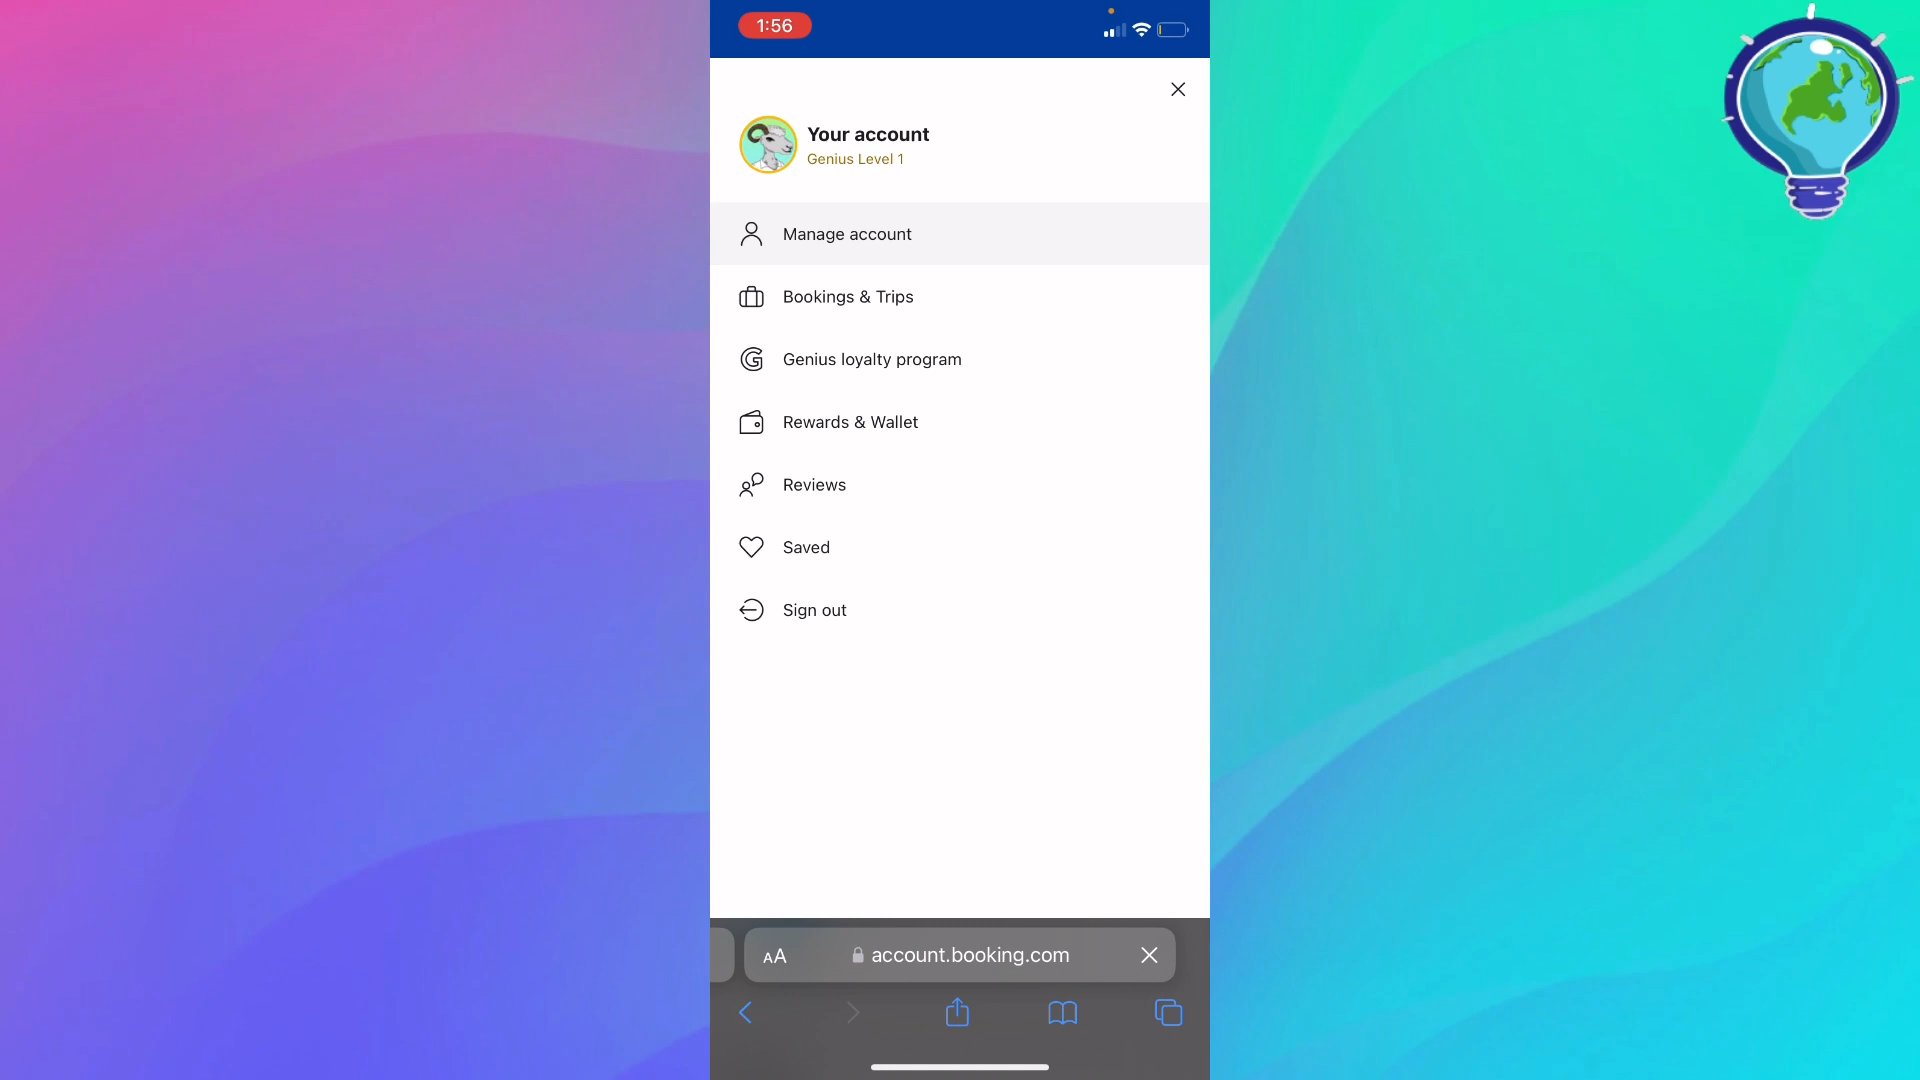 1:56
Your account
Genius Level 1
Manage account
Bookings & Trips
Genius loyalty program
Rewards & Wallet
Reviews
Saved
Sign out
AA account.booking.com